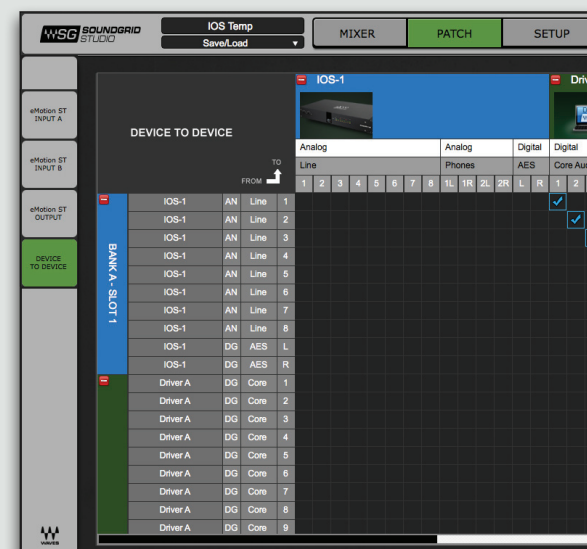 WSG SOUNDGRID
STUDIO
IOS Temp
Save/Load
MIXER
PATCH
SETUP
eMotion ST
INPUT A
eMotion ST
INPUT B
eMotion ST
OUTPUT
DEVICE
TO DEVICE
WAVES
DEVICE TO DEVICE
TO
FROM
IOS-1
Driv
Analog Analog Digital Digital
Line Phones AES Core Aud
1 2 3 4 5 6 7 8 1L 1R 2L 2R L R 1 2
BANK A - SLOT 1
IOS-1 AN Line 1
IOS-1 AN Line 2
IOS-1 AN Line 3
IOS-1 AN Line 4
IOS-1 AN Line 5
IOS-1 AN Line 6
IOS-1 AN Line 7
IOS-1 AN Line 8
IOS-1 DG AES L
IOS-1 DG AES R
Driver A DG Core 1
Driver A DG Core 2
Driver A DG Core 3
Driver A DG Core 4
Driver A DG Core 5
Driver A DG Core 6
Driver A DG Core 7
Driver A DG Core 8
Driver A DG Core 9